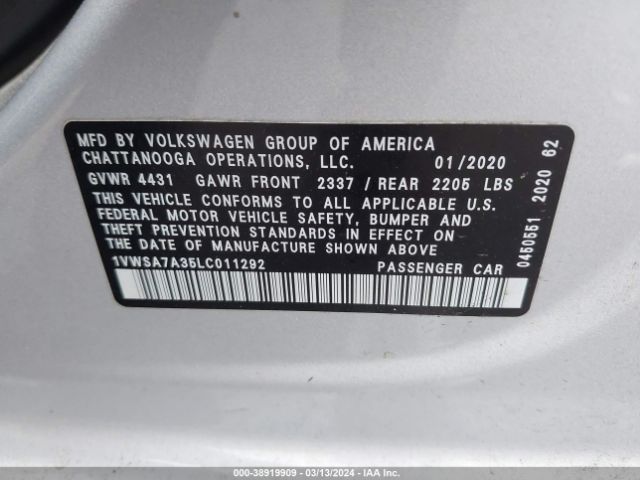 MFD BY VOLKSWAGEN GROUP OF AMERICA
CHATTANOOGA OPERATIONS, LLC. 01/2020
GVWR 4431 GAWR FRONT 2337 / REAR 2205 LBS
THIS VEHICLE CONFORMS TO ALL APPLICABLE U.S.
FEDERAL MOTOR VEHICLE SAFETY, BUMPER AND
THEFT PREVENTION STANDARDS IN EFFECT ON
THE DATE OF MANUFACTURE SHOWN ABOVE
1VWSA7A35LC011292 PASSENGER CAR
0450551 2020 62
000-38919909 - 03/13/2024 - IAA Inc.